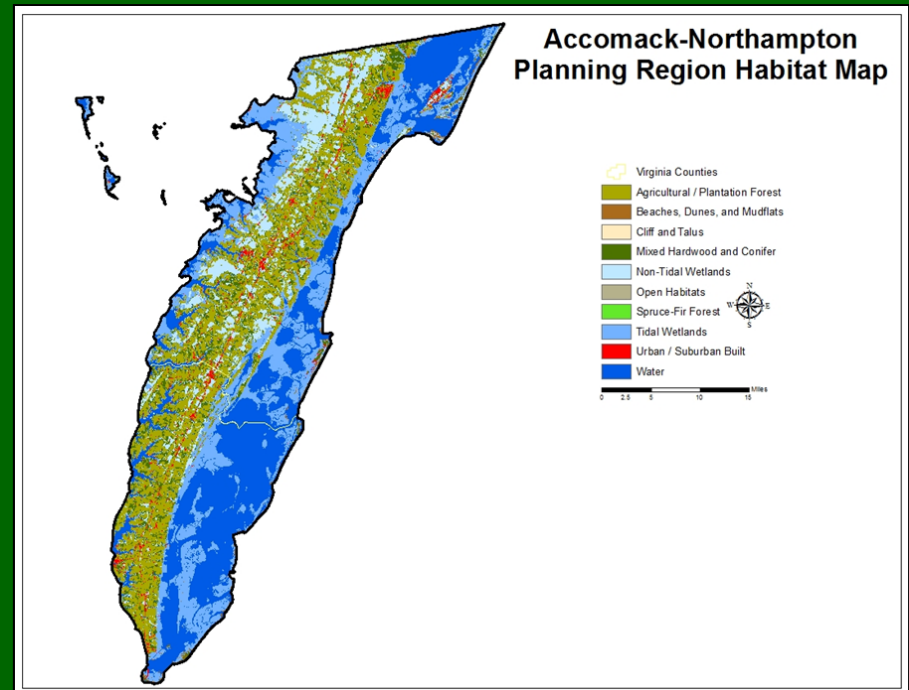 Accomack-Northampton
Planning Region Habitat Map
Virginia Counties
Agricultural / Plantation Forest
Beaches, Dunes, and Mudflats
Cliff and Talus
Mixed Hardwood and Conifer
Non-Tidal Wetlands
Open Habitats
Spruce-Fir Forest
Tidal Wetlands
Urban / Suburban Built
Water
N
W E
S
Miles
0 2.5 5 10 15